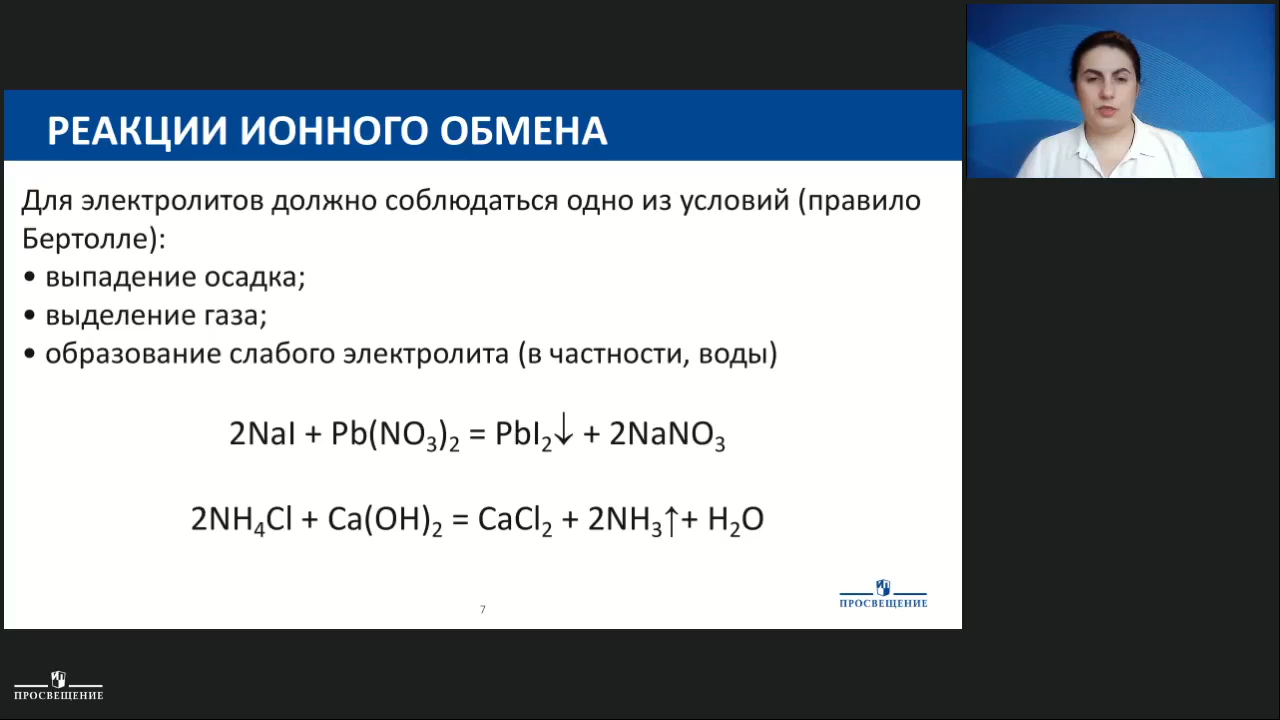 РЕАКЦИИ ИОННОГО ОБМЕНА
Для электролитов должно соблюдаться одно из условий (правило
Бертолле):
• выпадение осадка;
• выделение газа;
• образование слабого электролита (в частности, воды)
2NaI + Pb(NO₃)₂ = PbI₂↓ + 2NaNO₃
2NH₄Cl + Ca(OH)₂ = CaCl₂ + 2NH₃↑+ H₂O
ПРОСВЕЩЕНИЕ
7
ПРОСВЕЩЕНИЕ